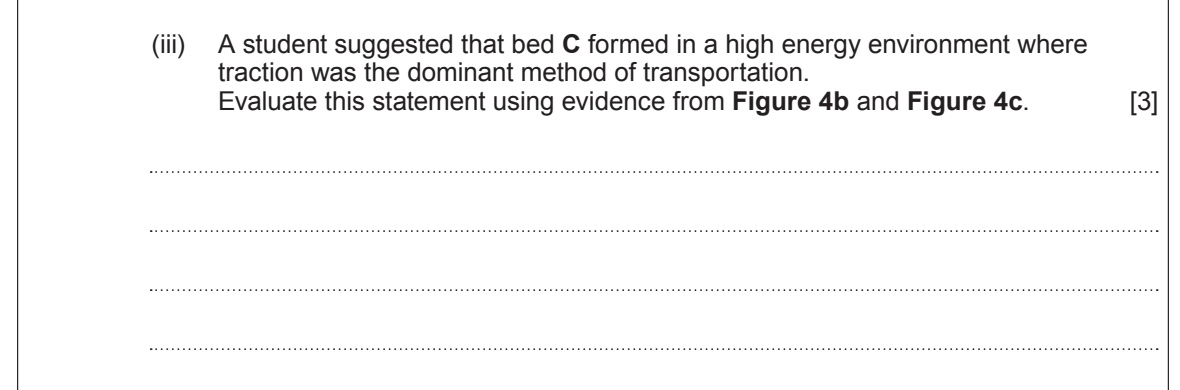 (iii) A student suggested that bed C formed in a high energy environment where
traction was the dominant method of transportation.
Evaluate this statement using evidence from Figure 4b and Figure 4c. [3]